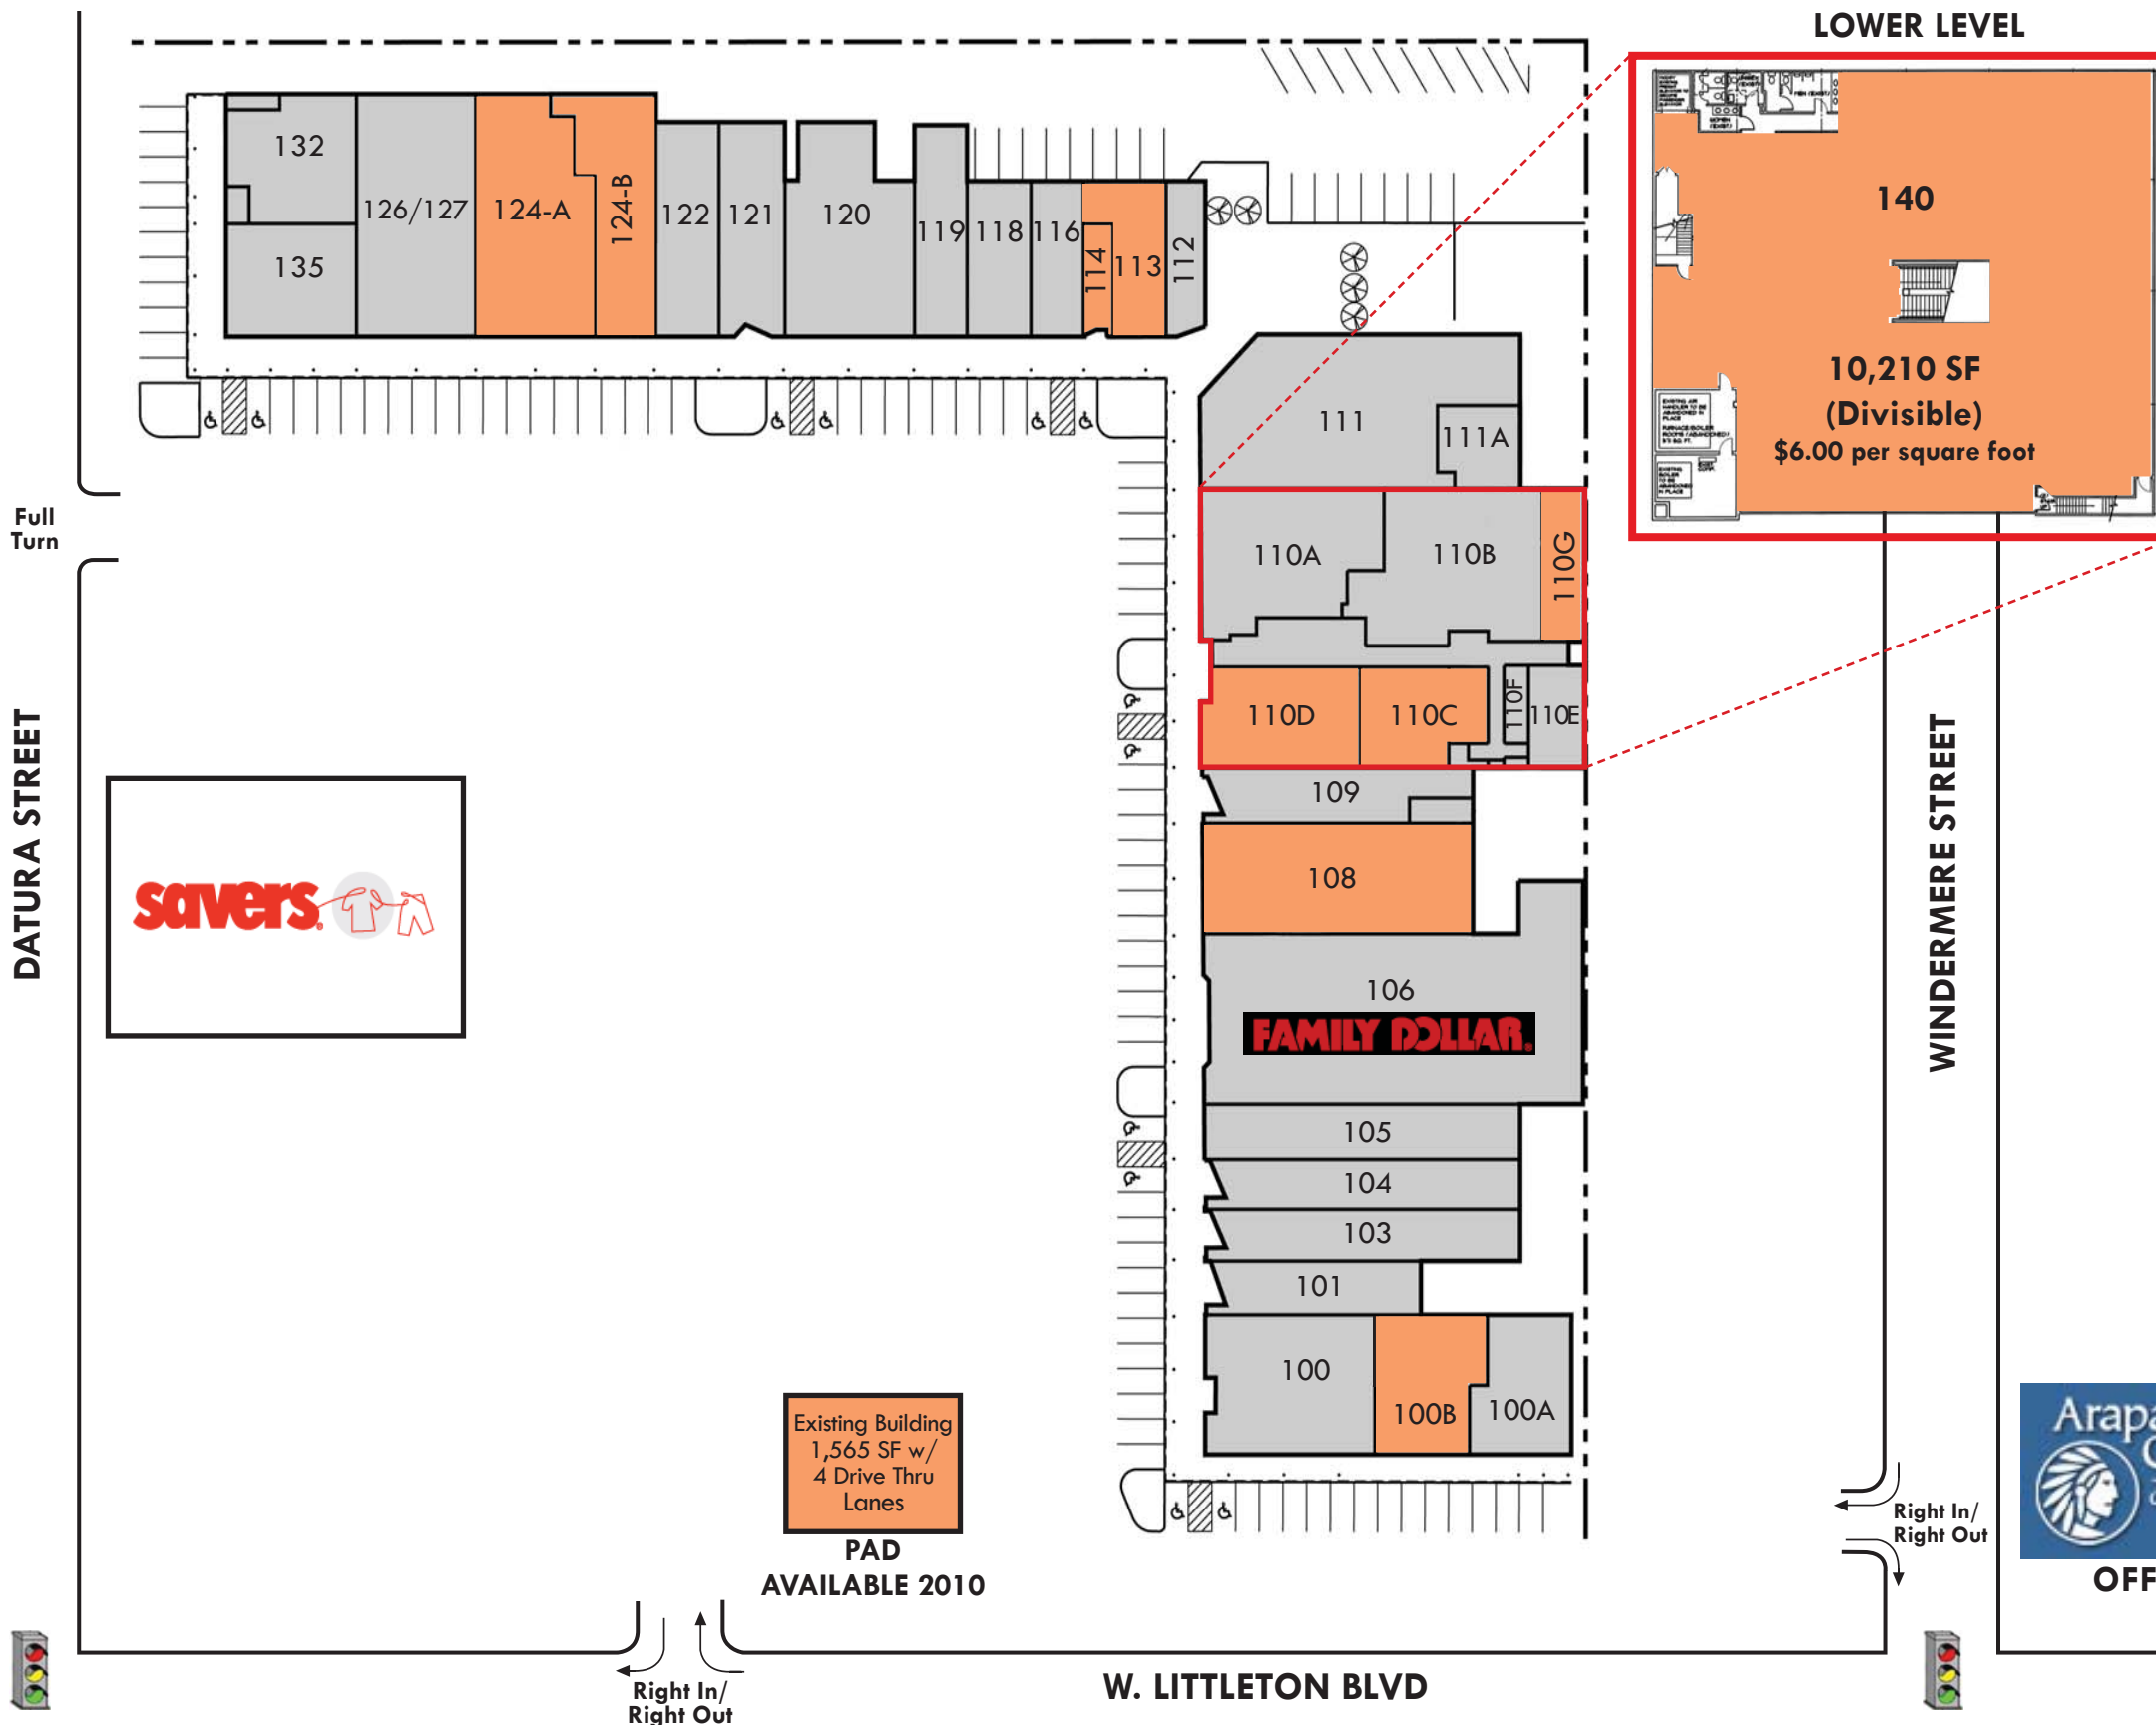 LOWER LEVEL
132
126/127
124-A
124-B
122
121
120
119
118
116
114
113
112
135
140
10,210 SF
(Divisible)
$6.00 per square foot
111
111A
Full
Turn
110A
110B
110G
110D
110C
110F
110E
109
108
DATURA STREET
savers
WINDERMERE STREET
106
FAMILY DOLLAR
105
104
103
101
100
100B
100A
Existing Building
1,565 SF w/
4 Drive Thru
Lanes
PAD
AVAILABLE 2010
Right In/
Right Out
Arapa
OFF
W. LITTLETON BLVD
Right In/
Right Out